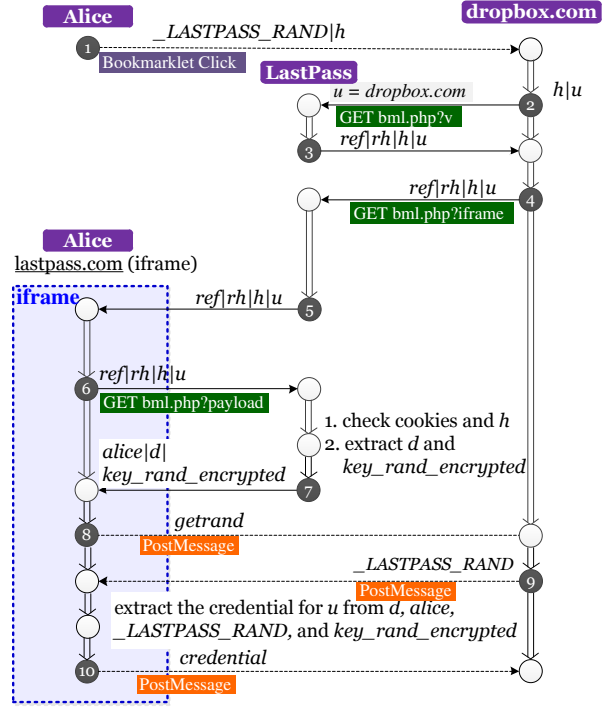 Alice
dropbox.com
_LASTPASS_RAND|h
1
Bookmarklet Click
LastPass
u = dropbox.com
h|u
2
GET bml.php?v
ref|rh|h|u
3
ref|rh|h|u
4
GET bml.php?iframe
Alice
lastpass.com (iframe)
iframe
ref|rh|h|u
5
ref|rh|h|u
6
GET bml.php?payload
1. check cookies and h
2. extract d and
key_rand_encrypted
alice|d|
key_rand_encrypted
7
getrand
8
PostMessage
_LASTPASS_RAND
9
PostMessage
extract the credential for u from d, alice,
_LASTPASS_RAND, and key_rand_encrypted
credential
10
PostMessage